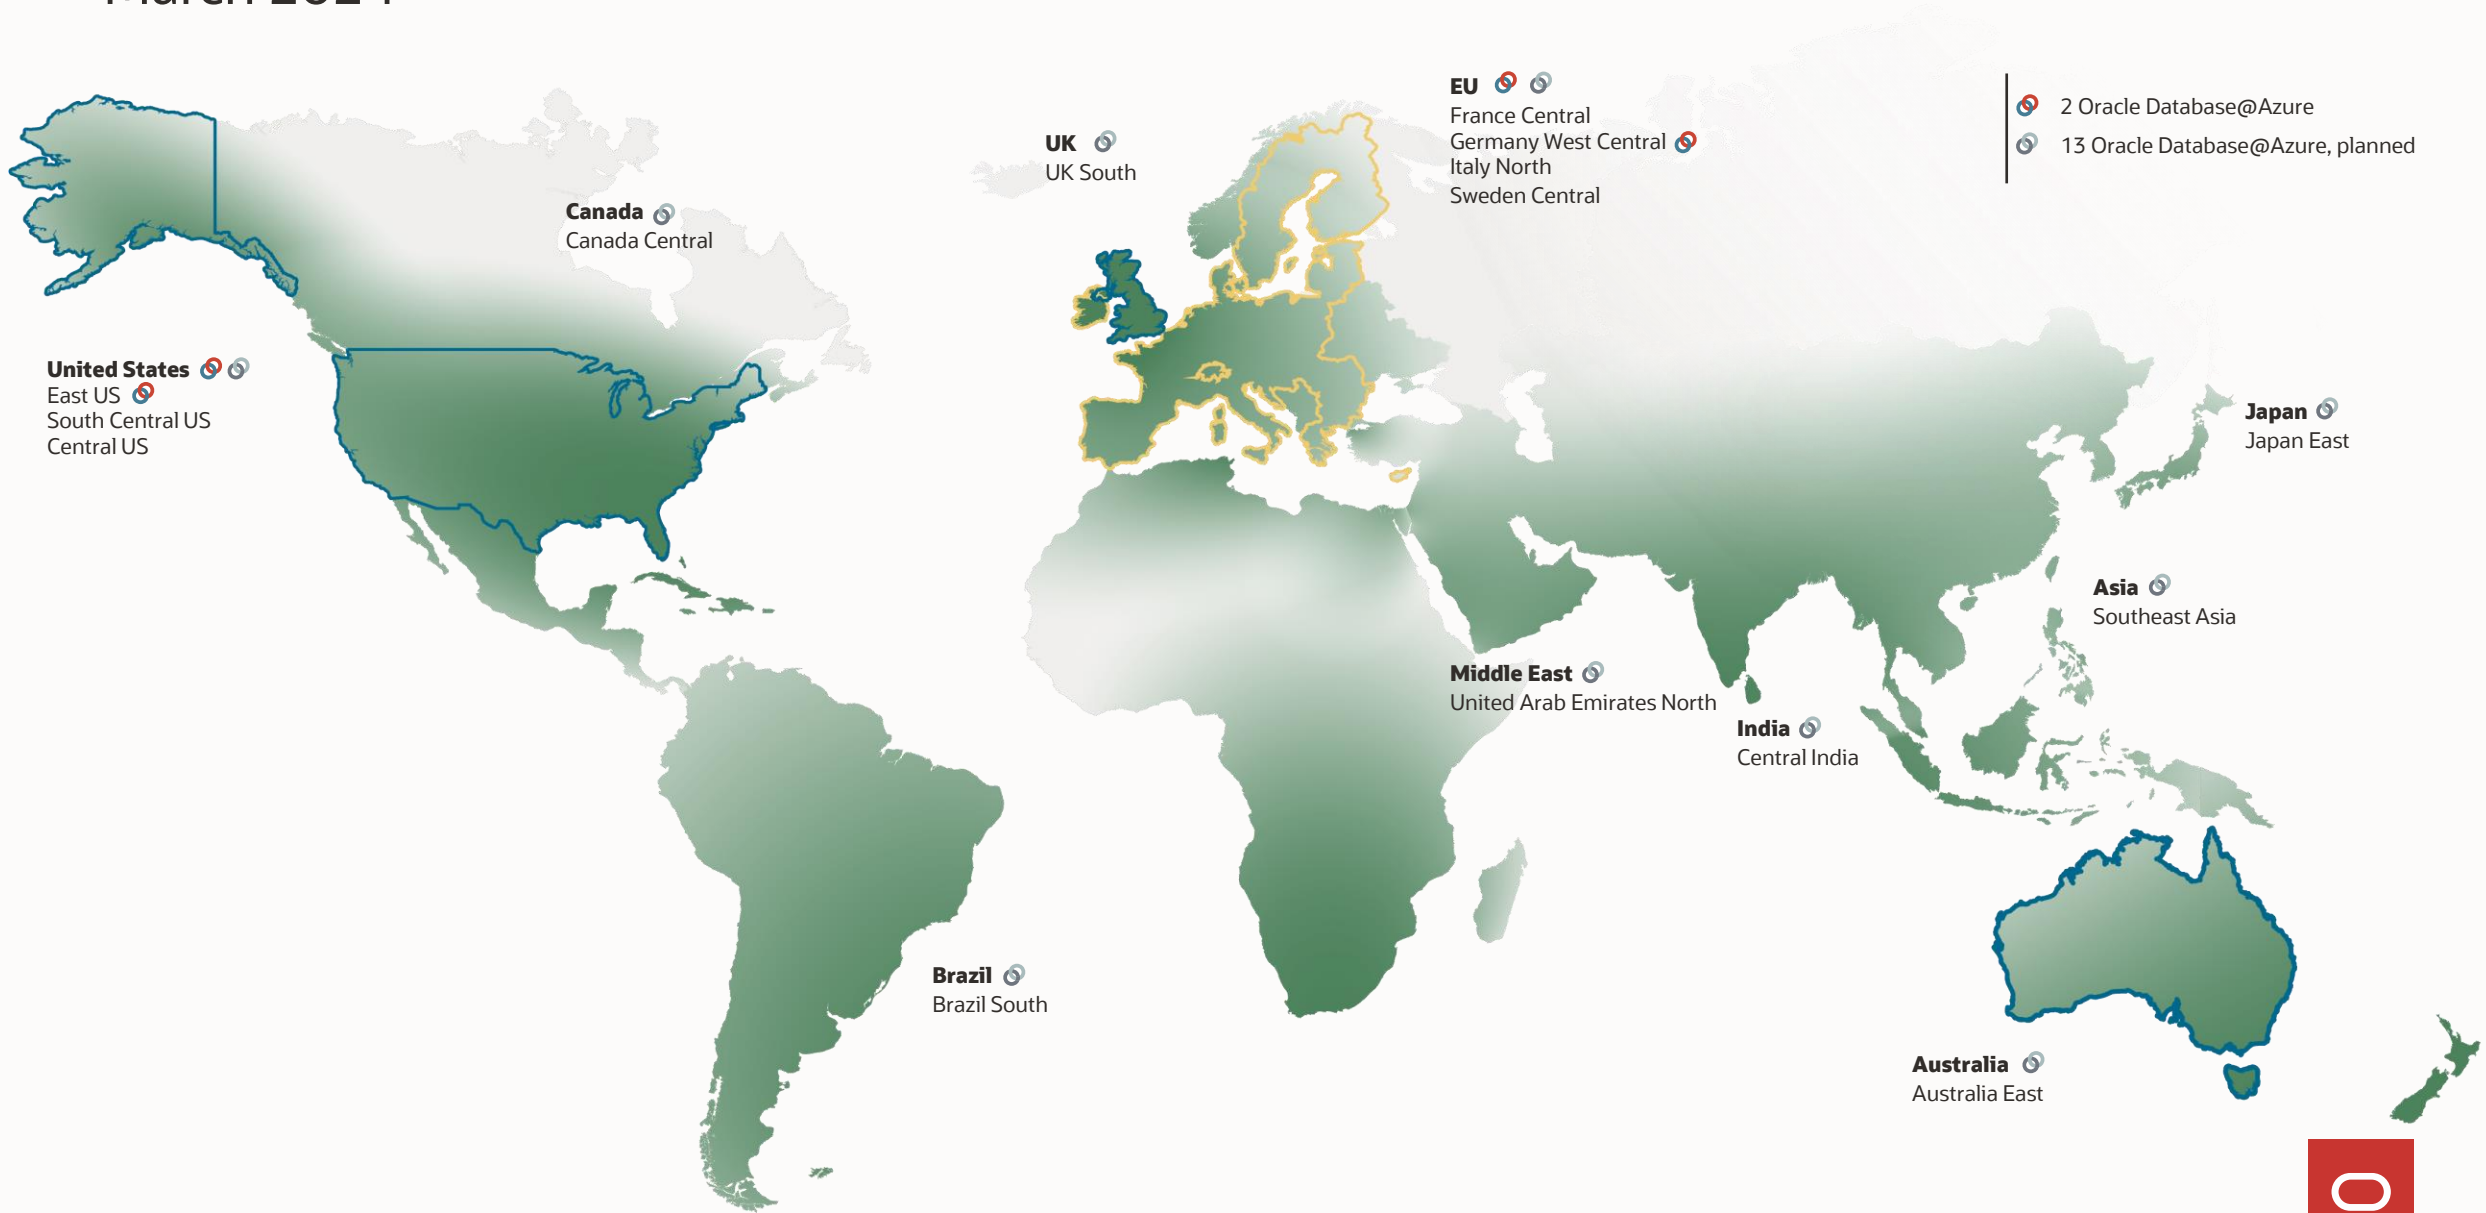 March 2024
EU
France Central
Germany West Central
Italy North
Sweden Central
2 Oracle Database@Azure
13 Oracle Database@Azure, planned
UK
UK South
Canada
Canada Central
United States
East US
South Central US
Central US
Japan
Japan East
Asia
Southeast Asia
Middle East
United Arab Emirates North
India
Central India
Brazil
Brazil South
Australia
Australia East